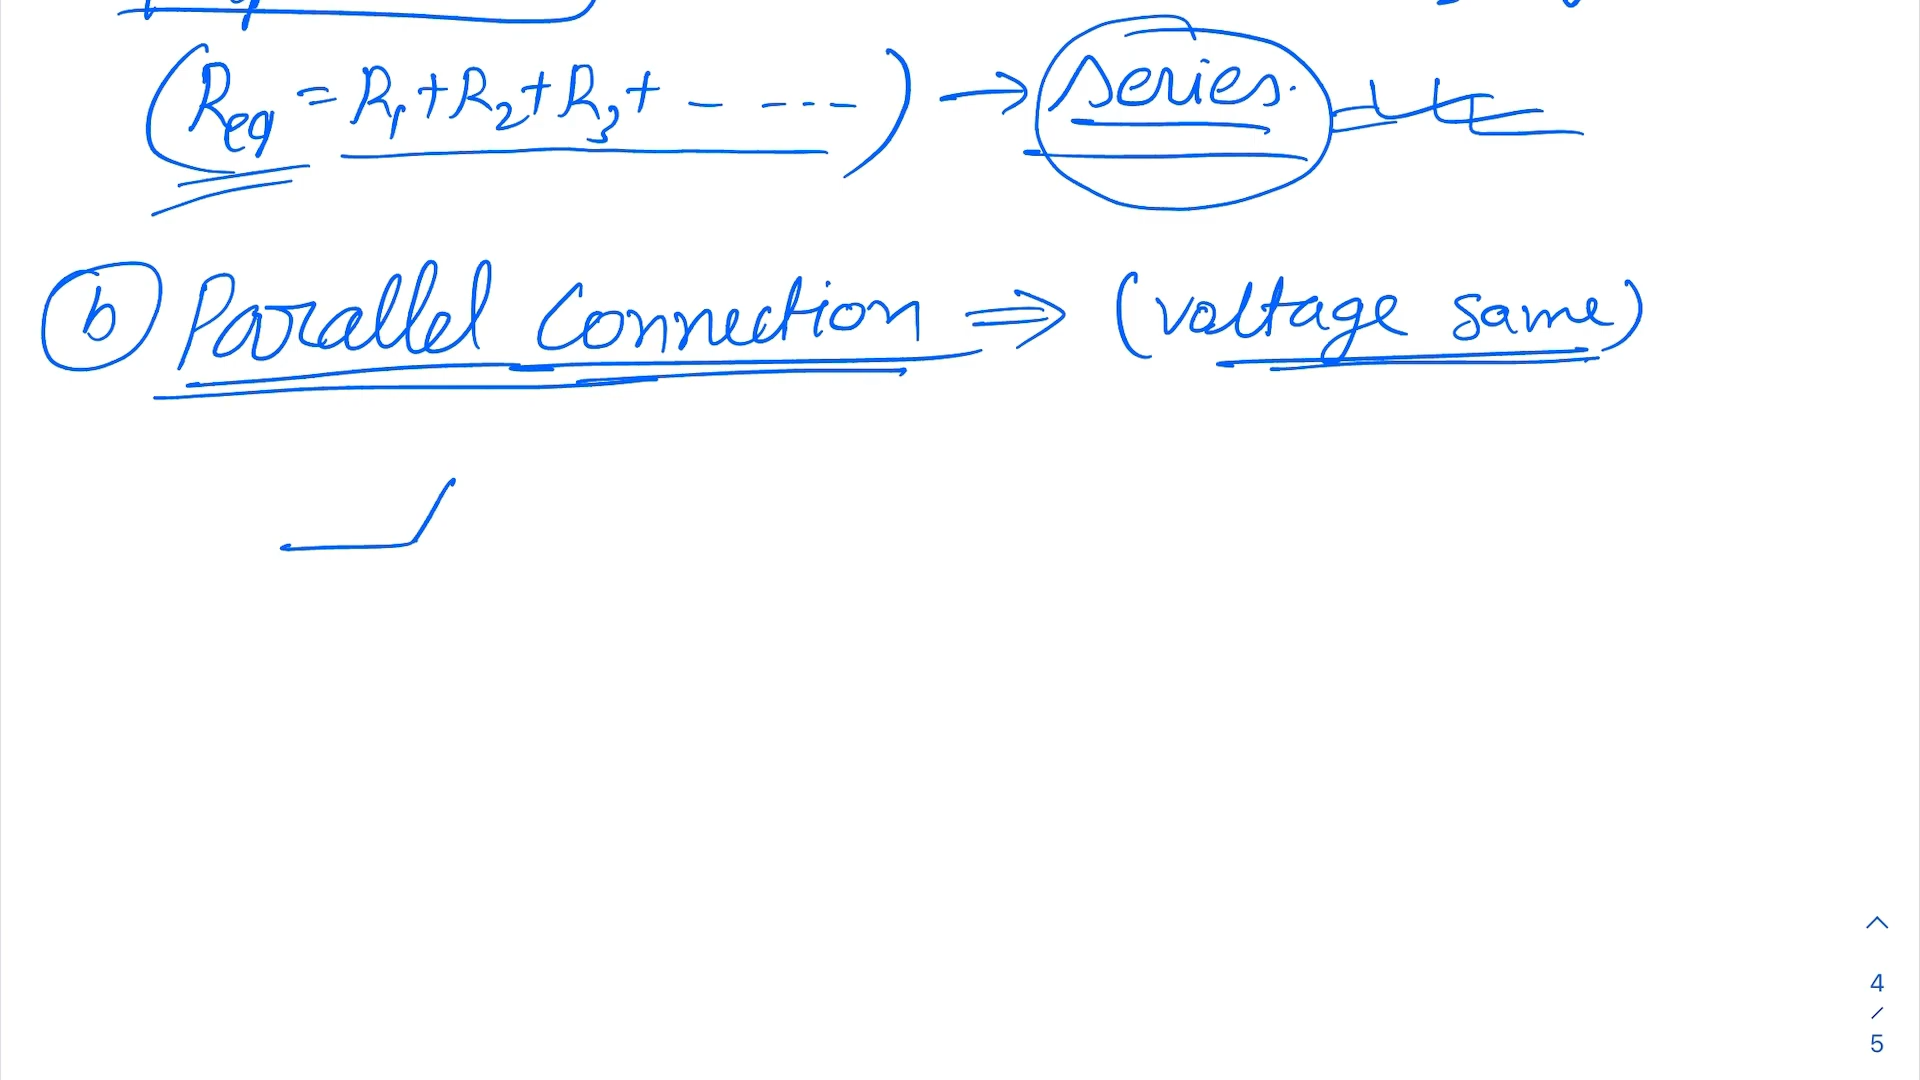 (Req = R1+R2+R3+ - ---) → series.
b Parallel Connection ⇒ (voltage same)
4
/
5